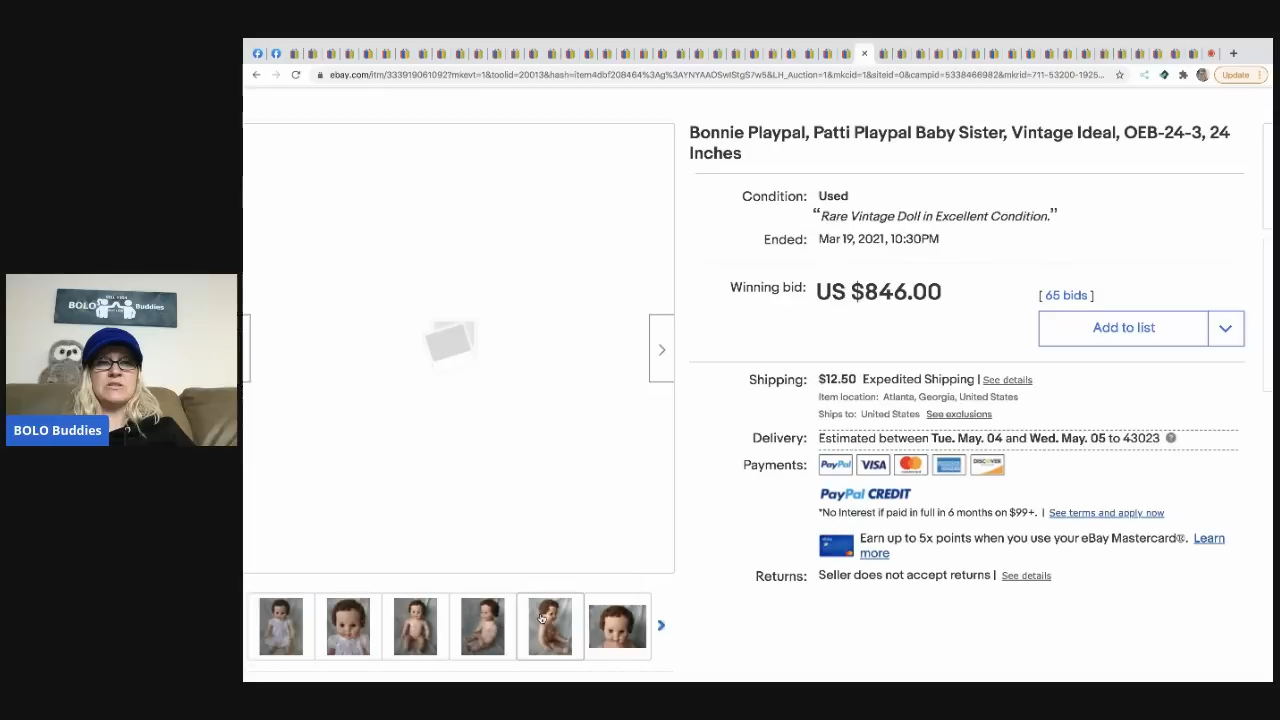 ebay.com/itm/333919061092?mkevt=1&toolid=20013&hash=item4dbf208464%3Ag%3AYNYAAOSwIStgS7w5&LH_Auction=1&mkcid=1&siteid=0&campid=5338466982&mkrid=711-53200-1925...
Update
Bonnie Playpal, Patti Playpal Baby Sister, Vintage Ideal, OEB-24-3, 24
Inches
Condition: Used
“Rare Vintage Doll in Excellent Condition.”
Ended: Mar 19, 2021, 10:30PM
Winning bid: US $846.00 [ 65 bids ]
Add to list
Shipping: $12.50 Expedited Shipping | See details
Item location: Atlanta, Georgia, United States
Ships to: United States See exclusions
Delivery: Estimated between Tue. May. 04 and Wed. May. 05 to 43023
Payments: PayPal VISA DISCOVER
PayPal CREDIT
*No Interest if paid in full in 6 months on $99+. | See terms and apply now
Earn up to 5x points when you use your eBay Mastercard®. Learn
more
Returns: Seller does not accept returns | See details
BOLO Buddies
BOLO Buddies